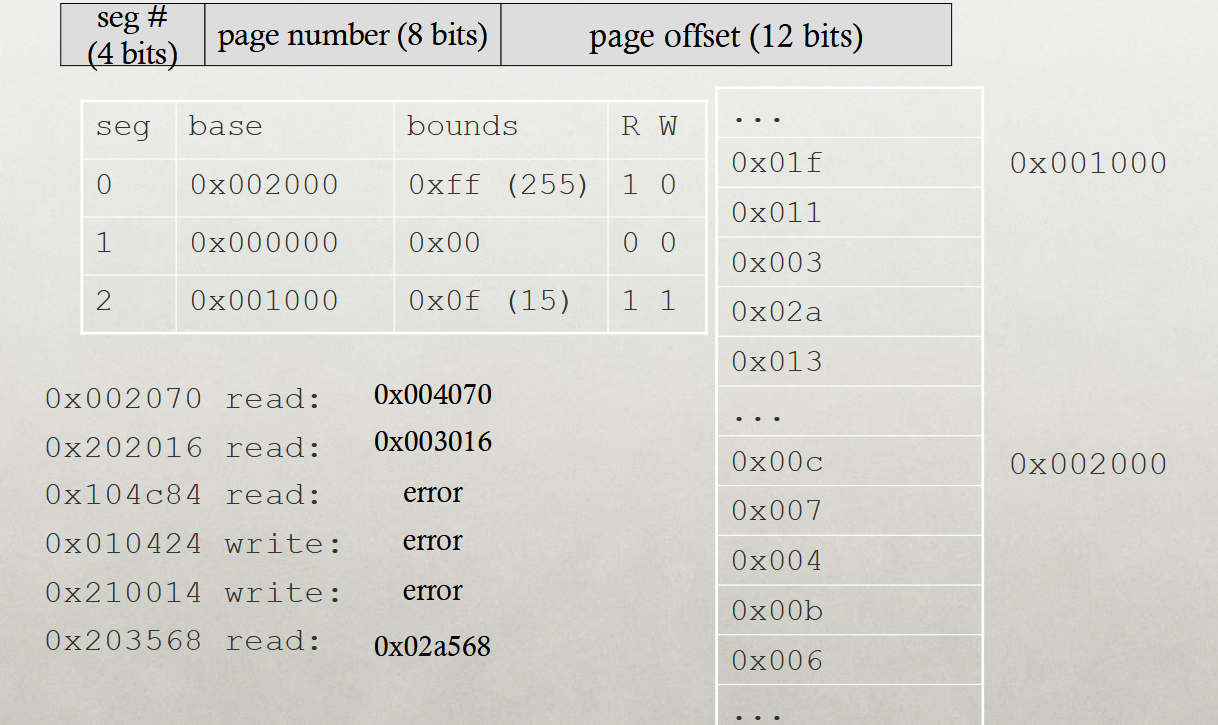 seg #
(4 bits)
page number (8 bits)
page offset (12 bits)
seg base bounds R W
0 0x002000 0xff (255) 1 0
1 0x000000 0x00 0 0
2 0x001000 0x0f (15) 1 1
...
0x01f 0x001000
0x011
0x003
0x02a
0x013
...
0x00c 0x002000
0x007
0x004
0x00b
0x006
...
0x002070 read: 0x004070
0x202016 read: 0x003016
0x104c84 read: error
0x010424 write: error
0x210014 write: error
0x203568 read: 0x02a568